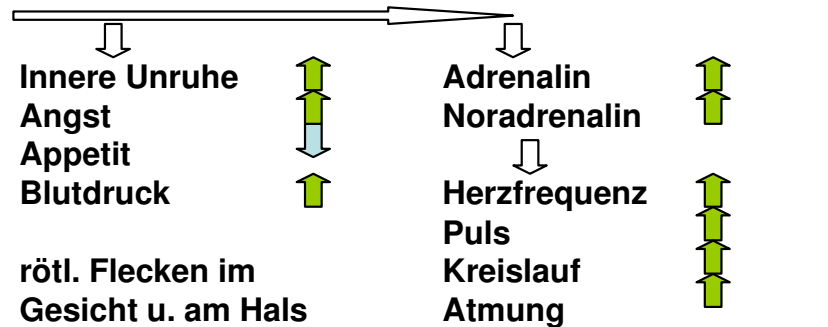 Innere Unruhe
Angst
Appetit
Blutdruck
rötl. Flecken im
Gesicht u. am Hals
Adrenalin
Noradrenalin
Herzfrequenz
Puls
Kreislauf
Atmung